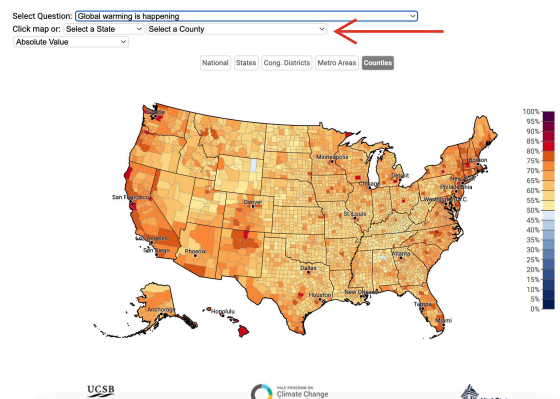 Select Question: Global warming is happening
Click map or: Select a State Select a County
Absolute Value
National States Cong. Districts Metro Areas Counties
100%
95%
90%
85%
80%
75%
70%
65%
60%
55%
50%
45%
40%
35%
30%
25%
20%
15%
10%
5%
0%
Seattle
Minneapolis
Boston
Detroit
Chicago
New York
Philadelphia
San Francisco
Denver
St. Louis
Washington D.C.
Los Angeles
San Diego
Phoenix
Atlanta
Dallas
Houston
New Orleans
Tampa
Miami
Anchorage
Honolulu
UCSB
YALE PROGRAM ON
Climate Change